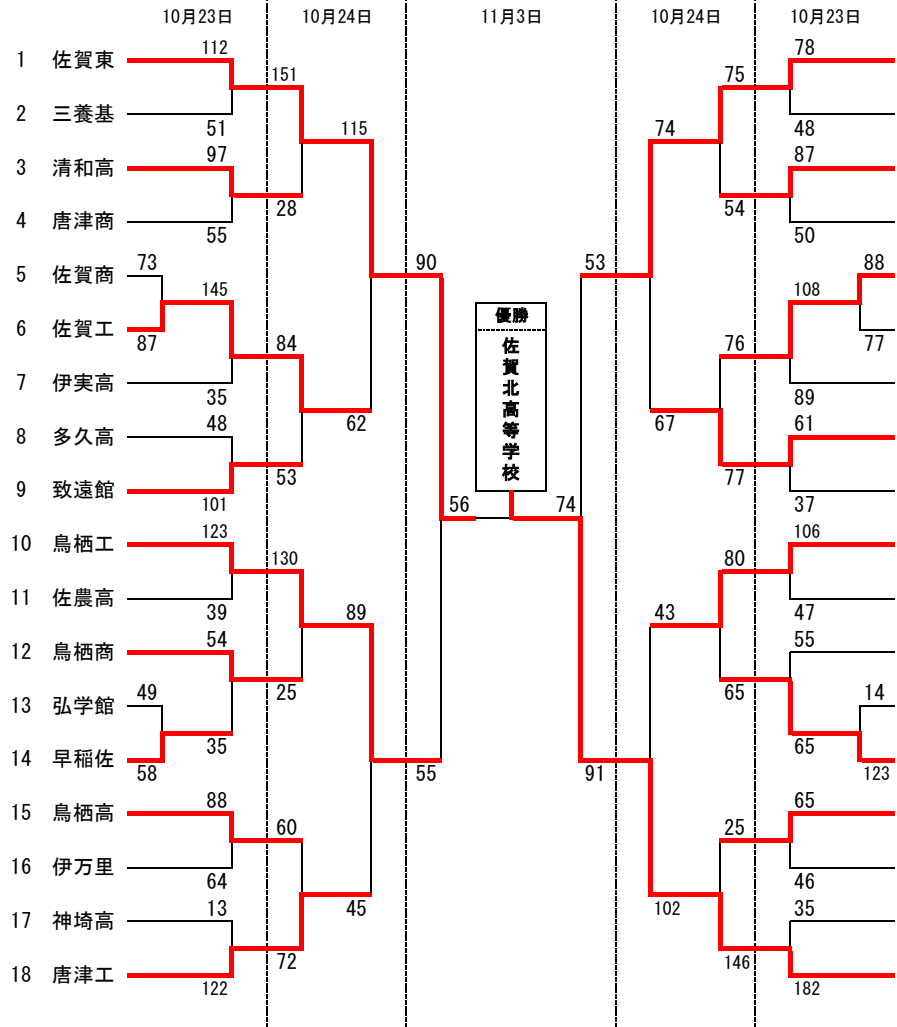 10月23日 10月24日 11月3日 10月24日 10月23日
112 78
1 佐賀東 151 75
2 三養基 115 74
51 48
97 87
3 清和高
28 54
4 唐津商
55 50
5 佐賀商 73 90 53 88
145 108
優勝
6 佐賀工
87 84 76 77
佐賀北高等学校
7 伊実高
35 89
48 62 67 61
8 多久高
53 77
9 致遠館
101 56 74 37
123 106
10 鳥栖工
130 80
11 佐農高
39 89 43 47
54 55
12 鳥栖商
49 25 65 14
13 弘学館
35 65
14 早稲佐
58 55 91 123
88 65
15 鳥栖高
60 25
16 伊万里
64 46
13 45 102 35
17 神埼高
72 146
18 唐津工
122 182